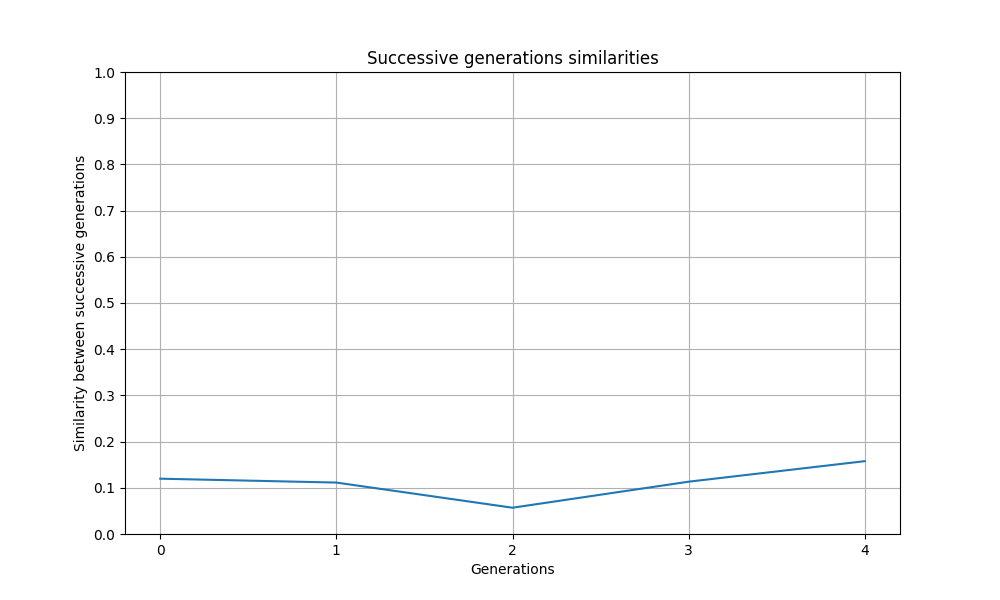 Successive generations similarities
Similarity between successive generations
1.0
0.9
0.8
0.7
0.6
0.5
0.4
0.3
0.2
0.1
0.0
0 1 2 3 4
Generations